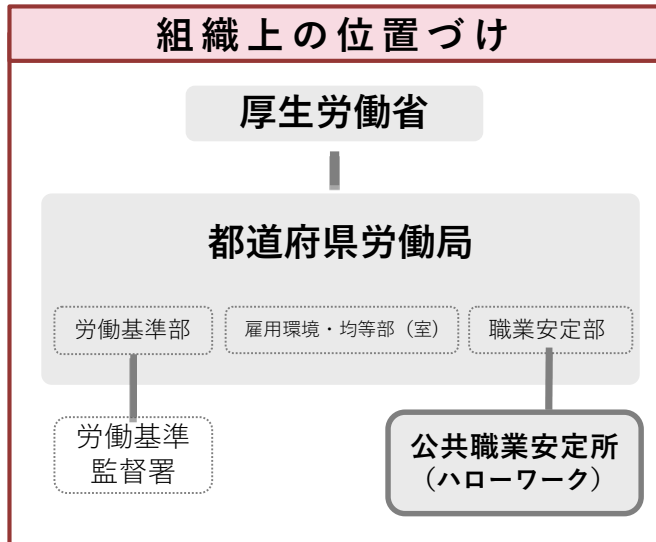 組織上の位置づけ
厚生労働省
都道府県労働局
労働基準部
雇用環境・均等部（室）
職業安定部
労働基準
監督署
公共職業安定所
（ハローワーク）